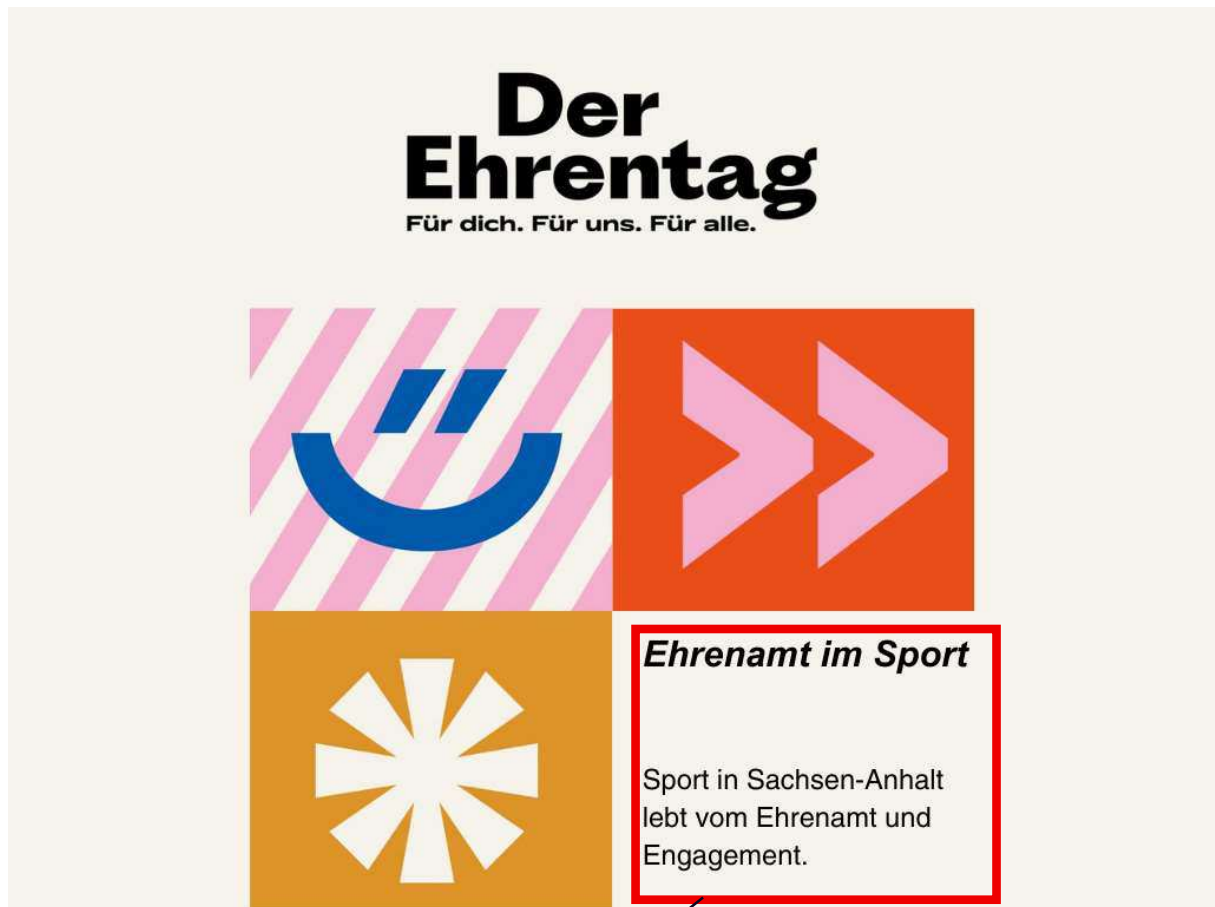 Der
Ehrentag
Für dich. Für uns. Für alle.
Ehrenamt im Sport
Sport in Sachsen-Anhalt
lebt vom Ehrenamt und
Engagement.